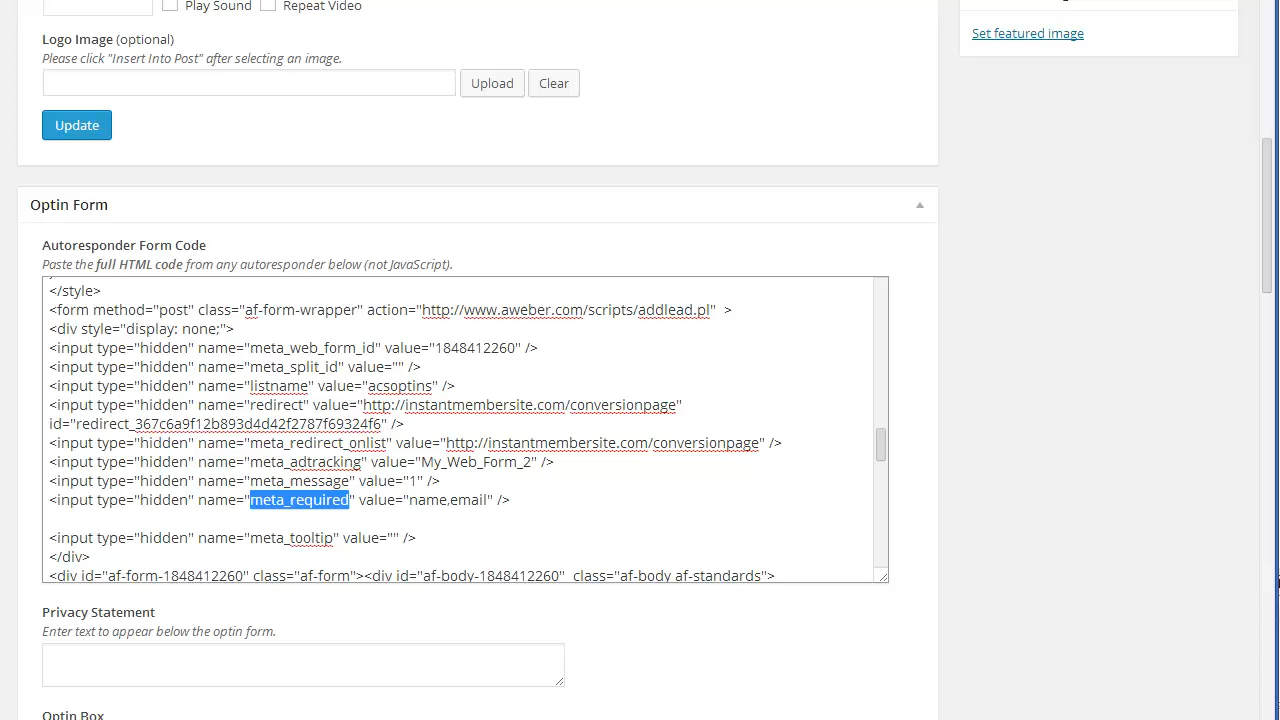 Play Sound Repeat Video
Logo Image (optional)
Please click "Insert Into Post" after selecting an image.
Set featured image
Upload Clear
Update
Optin Form
Autoresponder Form Code
Paste the full HTML code from any autoresponder below (not JavaScript).
</style>
<form method="post" class="af-form-wrapper" action="http://www.aweber.com/scripts/addlead.pl"  >
<div style="display: none;">
<input type="hidden" name="meta_web_form_id" value="1848412260" />
<input type="hidden" name="meta_split_id" value="" />
<input type="hidden" name="listname" value="acsoptins" />
<input type="hidden" name="redirect" value="http://instantmembersite.com/conversionpage"
id="redirect_367c6a9f12b893d4d42f2787f69324f6" />
<input type="hidden" name="meta_redirect_onlist" value="http://instantmembersite.com/conversionpage" />
<input type="hidden" name="meta_adtracking" value="My_Web_Form_2" />
<input type="hidden" name="meta_message" value="1" />
<input type="hidden" name="meta_required" value="name,email" />
<input type="hidden" name="meta_tooltip" value="" />
</div>
<div id="af-form-1848412260" class="af-form"><div id="af-body-1848412260"  class="af-body af-standards">
Privacy Statement
Enter text to appear below the optin form.
Optin Box